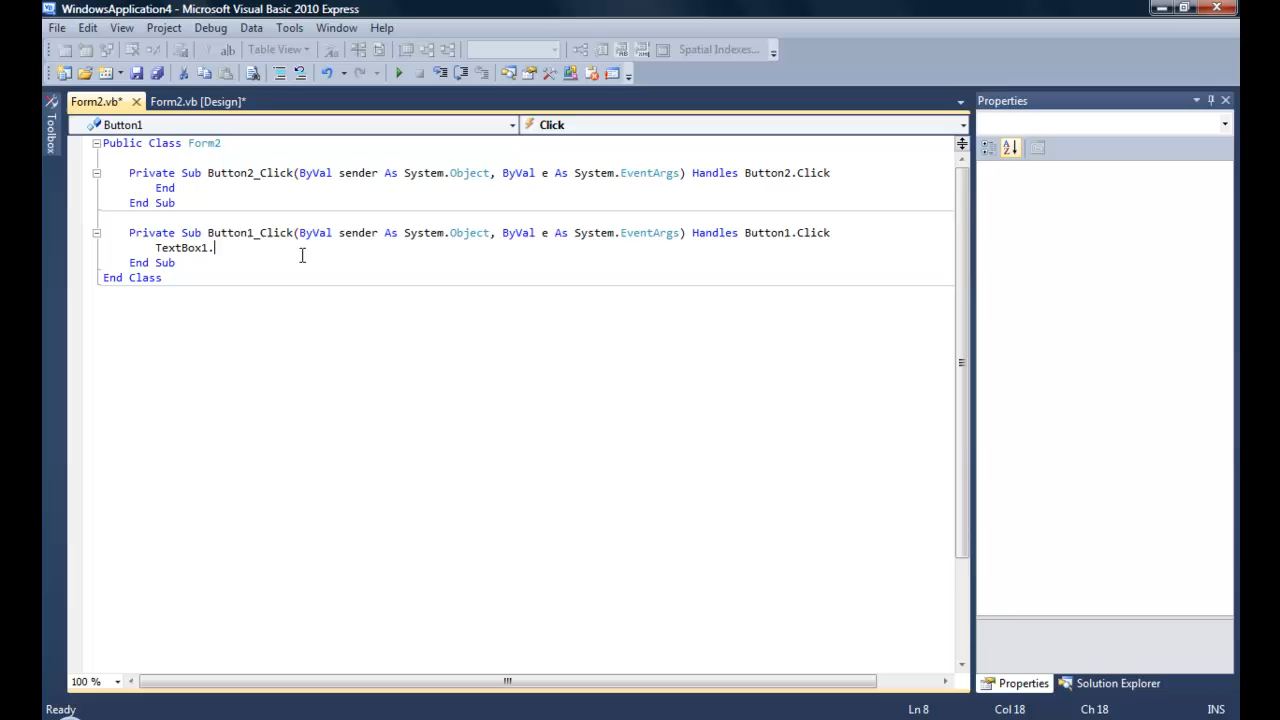 WindowsApplication4 - Microsoft Visual Basic 2010 Express
File Edit View Project Debug Data Tools Window Help
Table View Spatial Indexes...
Toolbox
Form2.vb* Form2.vb [Design]*
Properties
Button1 Click
Public Class Form2
Private Sub Button2_Click(ByVal sender As System.Object, ByVal e As System.EventArgs) Handles Button2.Click
End
End Sub
Private Sub Button1_Click(ByVal sender As System.Object, ByVal e As System.EventArgs) Handles Button1.Click
TextBox1.
End Sub
End Class
100 %
Properties Solution Explorer
Ready Ln 8 Col 18 Ch 18 INS